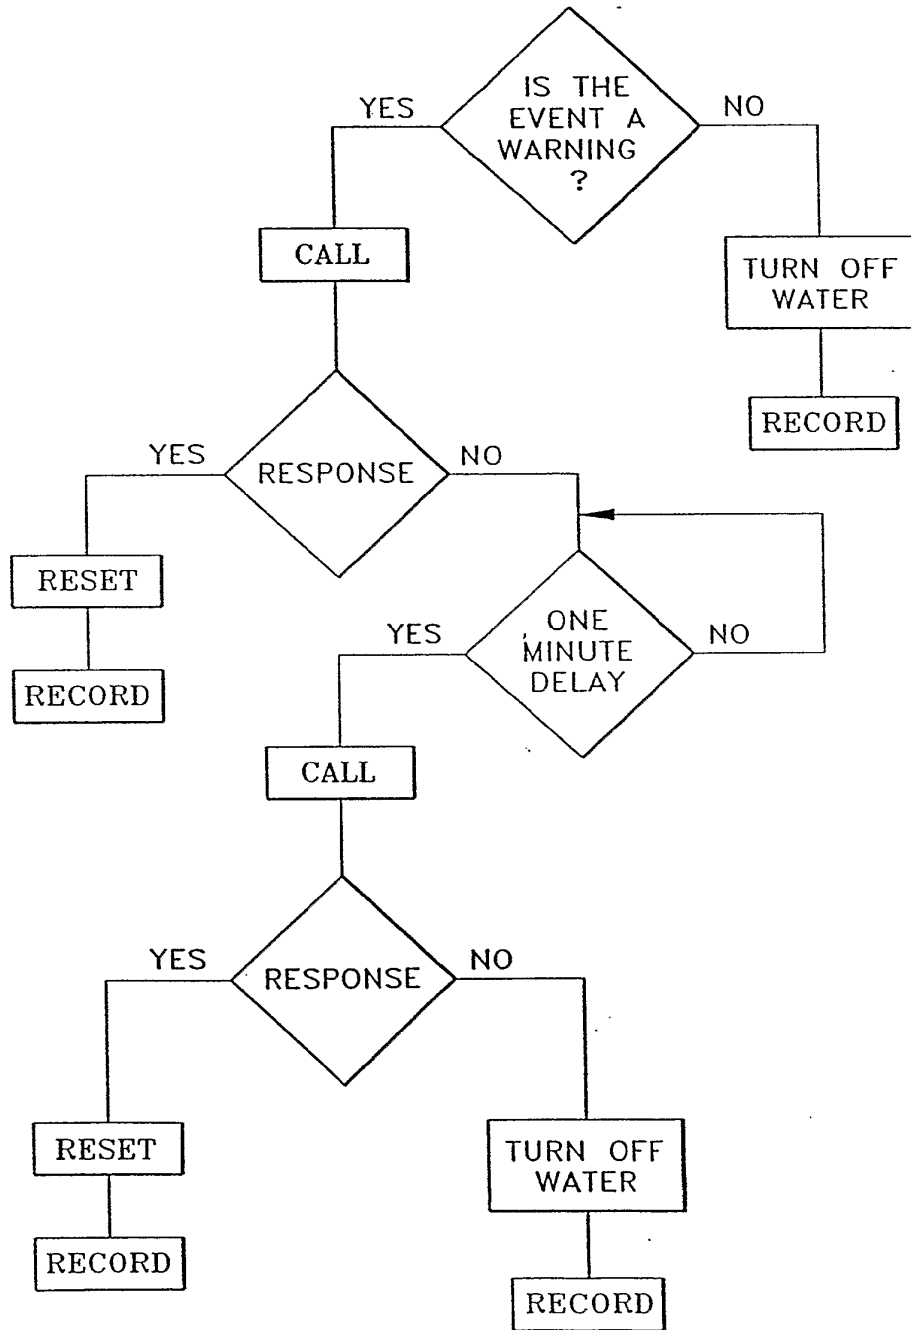 IS THE
EVENT A
WARNING
?
YES
NO
CALL
TURN OFF
WATER
RECORD
RESPONSE
YES
NO
RESET
RECORD
ONE
MINUTE
DELAY
YES
NO
CALL
RESPONSE
YES
NO
RESET
RECORD
TURN OFF
WATER
RECORD